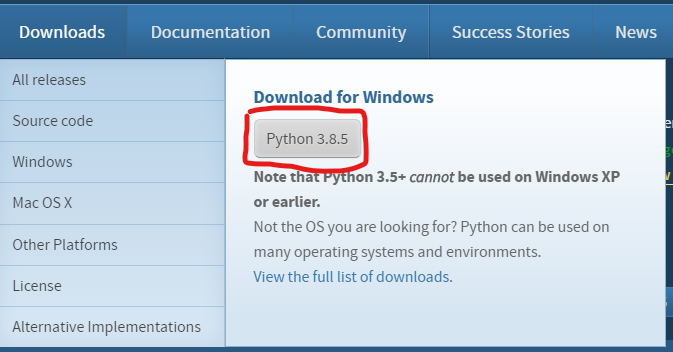 Downloads Documentation Community Success Stories News
All releases
Source code
Windows
Mac OS X
Other Platforms
License
Alternative Implementations
Download for Windows
Python 3.8.5
Note that Python 3.5+ cannot be used on Windows XP
or earlier.
Not the OS you are looking for? Python can be used on
many operating systems and environments.
View the full list of downloads.